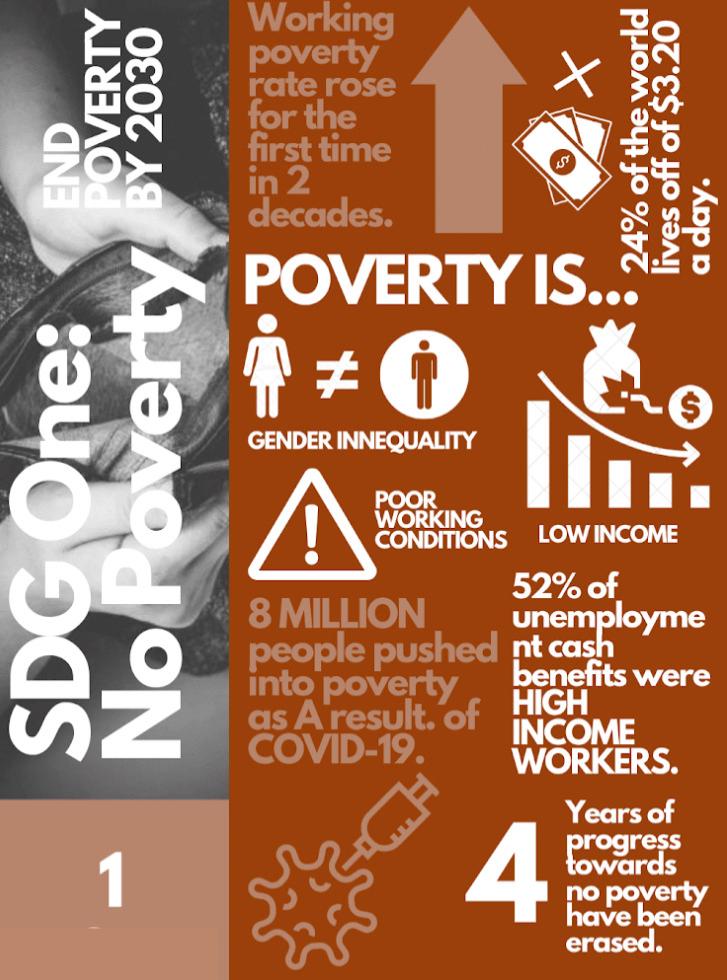 END
POVERTY
BY 2030
SDG One:
No Poverty
1
Working
poverty
rate rose
for the
first time
in 2
decades.
24% of the world
lives off of $3.20
a day.
POVERTY IS...
≠
GENDER INNEQUALITY
$
LOW INCOME
!
POOR
WORKING
CONDITIONS
8 MILLION
people pushed
into poverty
as A result. of
COVID-19.
52% of
unemployme
nt cash
benefits were
HIGH
INCOME
WORKERS.
4
Years of
progress
towards
no poverty
have been
erased.